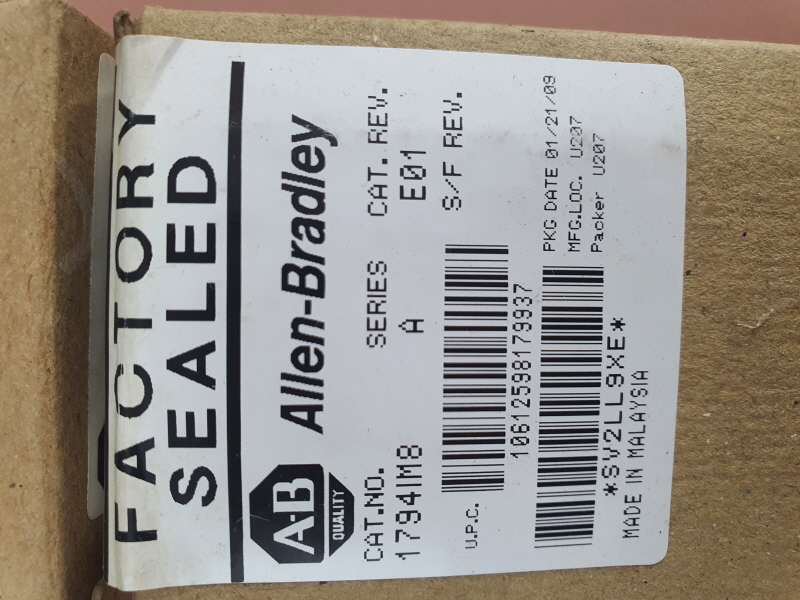 FACTORY
SEALED
A-B
QUALITY
Allen-Bradley
CAT.NO. SERIES CAT. REV.
1794IM8 A E01
S/F REV.
U.P.C.
10612598179937
PKG DATE 01/21/09
MFG.LOC. U207
Packer U207
*SV2LL9XE*
MADE IN MALAYSIA